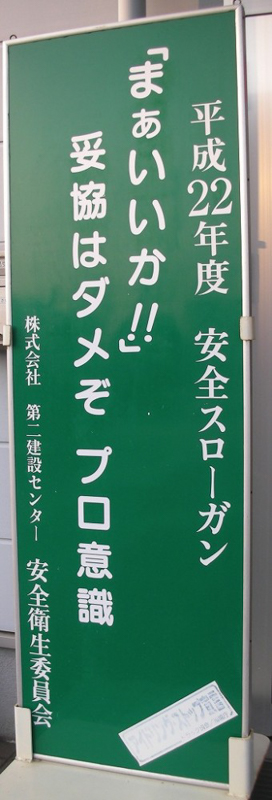 平成22年度 安全スローガン
「まぁいいか!!」
妥協はダメぞ プロ意識
株式会社 第二建設センター 安全衛生委員会